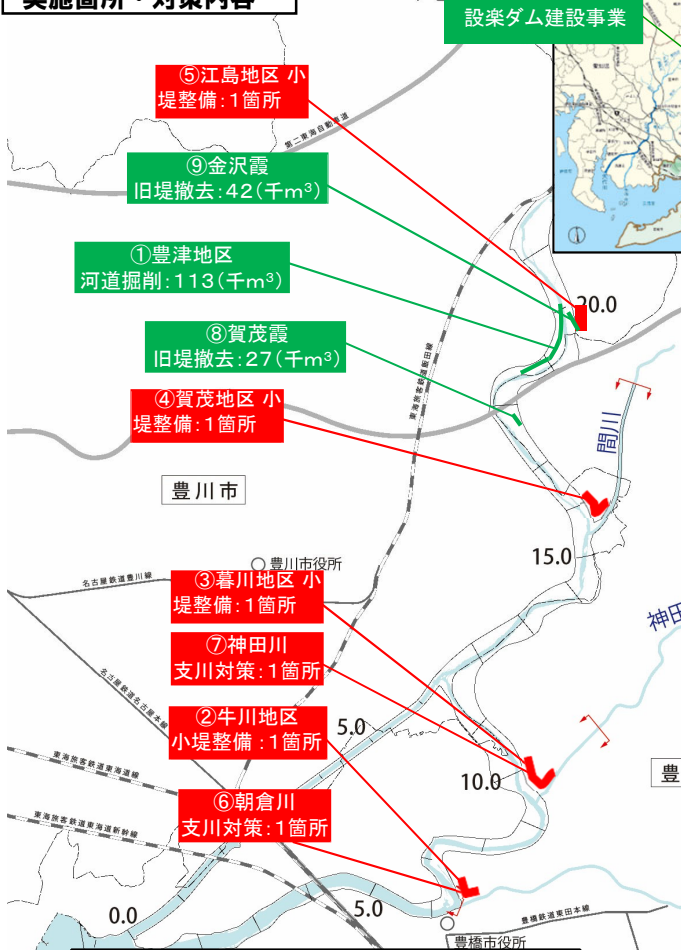 実施箇所・対策内容
設楽ダム建設事業
⑤江島地区 小
堤整備:1箇所
第二東海自動車道
⑨金沢霞
旧堤撤去:42(千m³)
①豊津地区
河道掘削:113(千m³)
20.0
⑧賀茂霞
旧堤撤去:27(千m³)
東海旅客鉄道飯田線
④賀茂地区 小
堤整備:1箇所
間川
豊川市
15.0
豊川市役所
名古屋鉄道豊川線
③暮川地区 小
堤整備:1箇所
神田
⑦神田川
支川対策:1箇所
名古屋鉄道名古屋本線
②牛川地区
小堤整備:1箇所
5.0
東海旅客鉄道東海道線
10.0
豊
⑥朝倉川
支川対策:1箇所
東海旅客鉄道東海道新幹線
0.0
5.0
豊橋鉄道東田本線
豊橋市役所